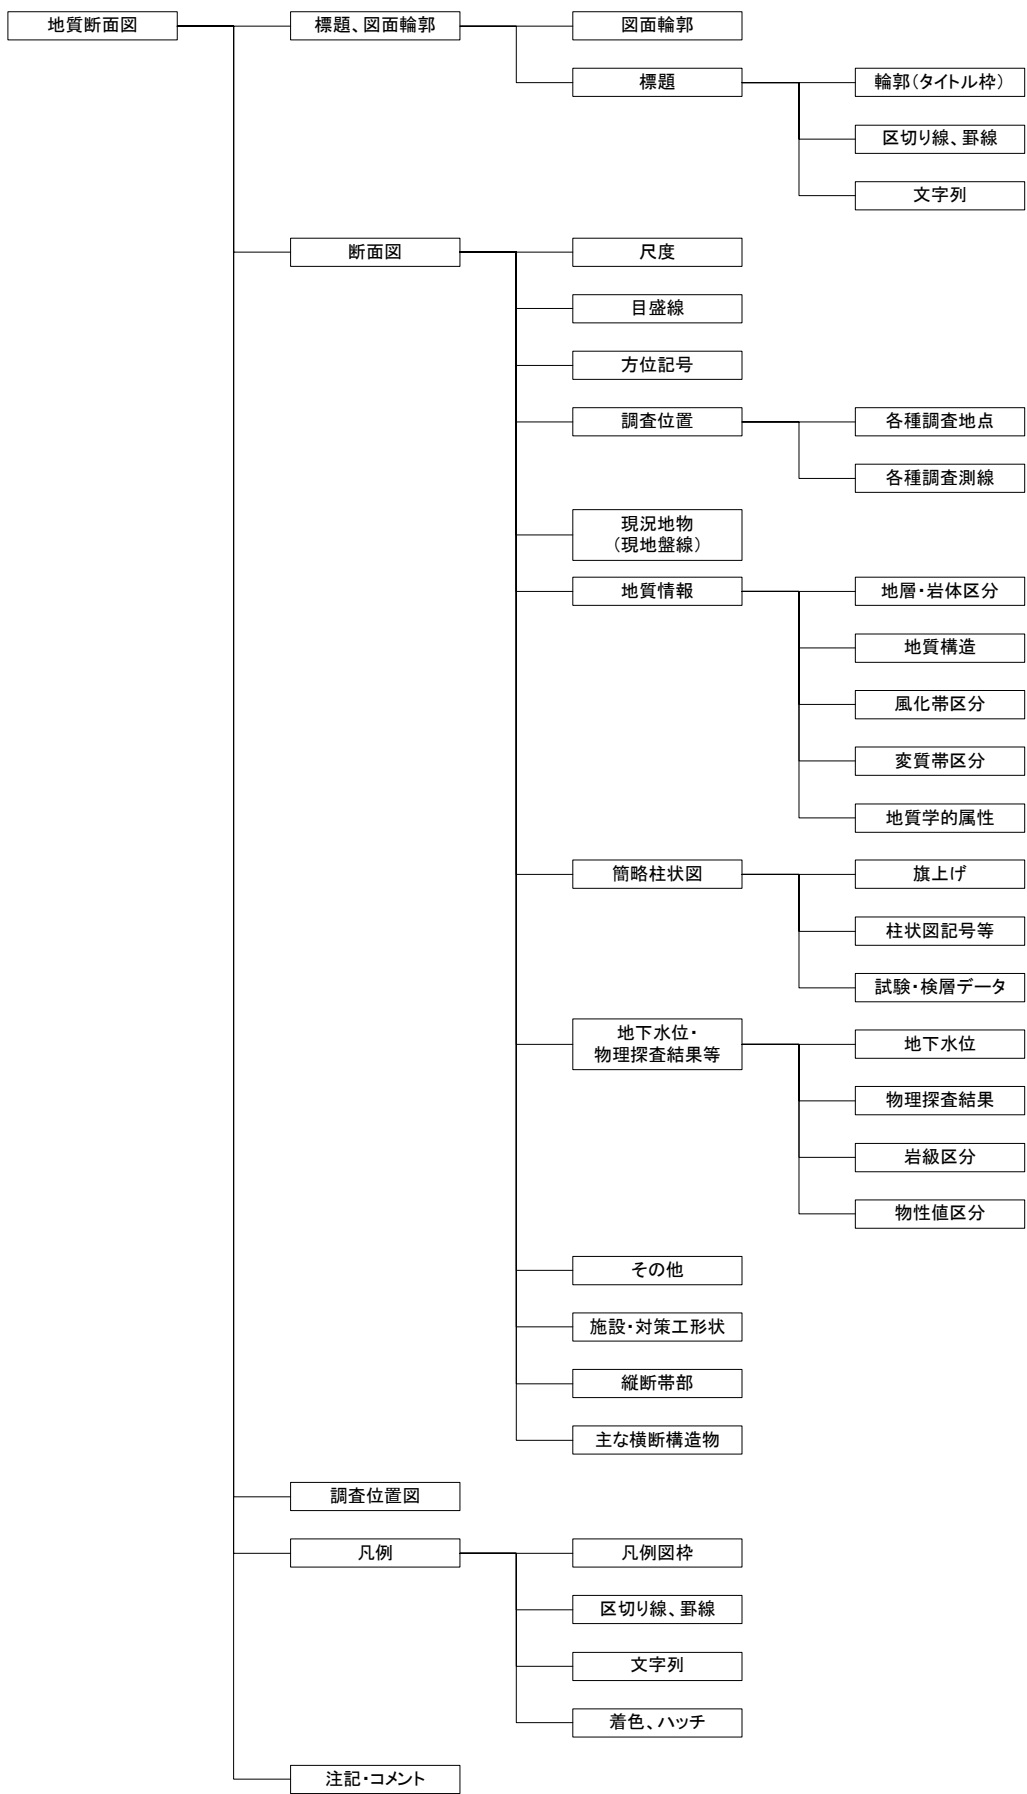 地質断面図
標題、図面輪郭
図面輪郭
標題
輪郭(タイトル枠)
区切り線、罫線
文字列
断面図
尺度
目盛線
方位記号
調査位置
各種調査地点
各種調査測線
現況地物
(現地盤線)
地質情報
地層・岩体区分
地質構造
風化帯区分
変質帯区分
地質学的属性
簡略柱状図
旗上げ
柱状図記号等
試験・検層データ
地下水位・
物理探査結果等
地下水位
物理探査結果
岩級区分
物性値区分
その他
施設・対策工形状
縦断帯部
主な横断構造物
調査位置図
凡例
凡例図枠
区切り線、罫線
文字列
着色、ハッチ
注記・コメント